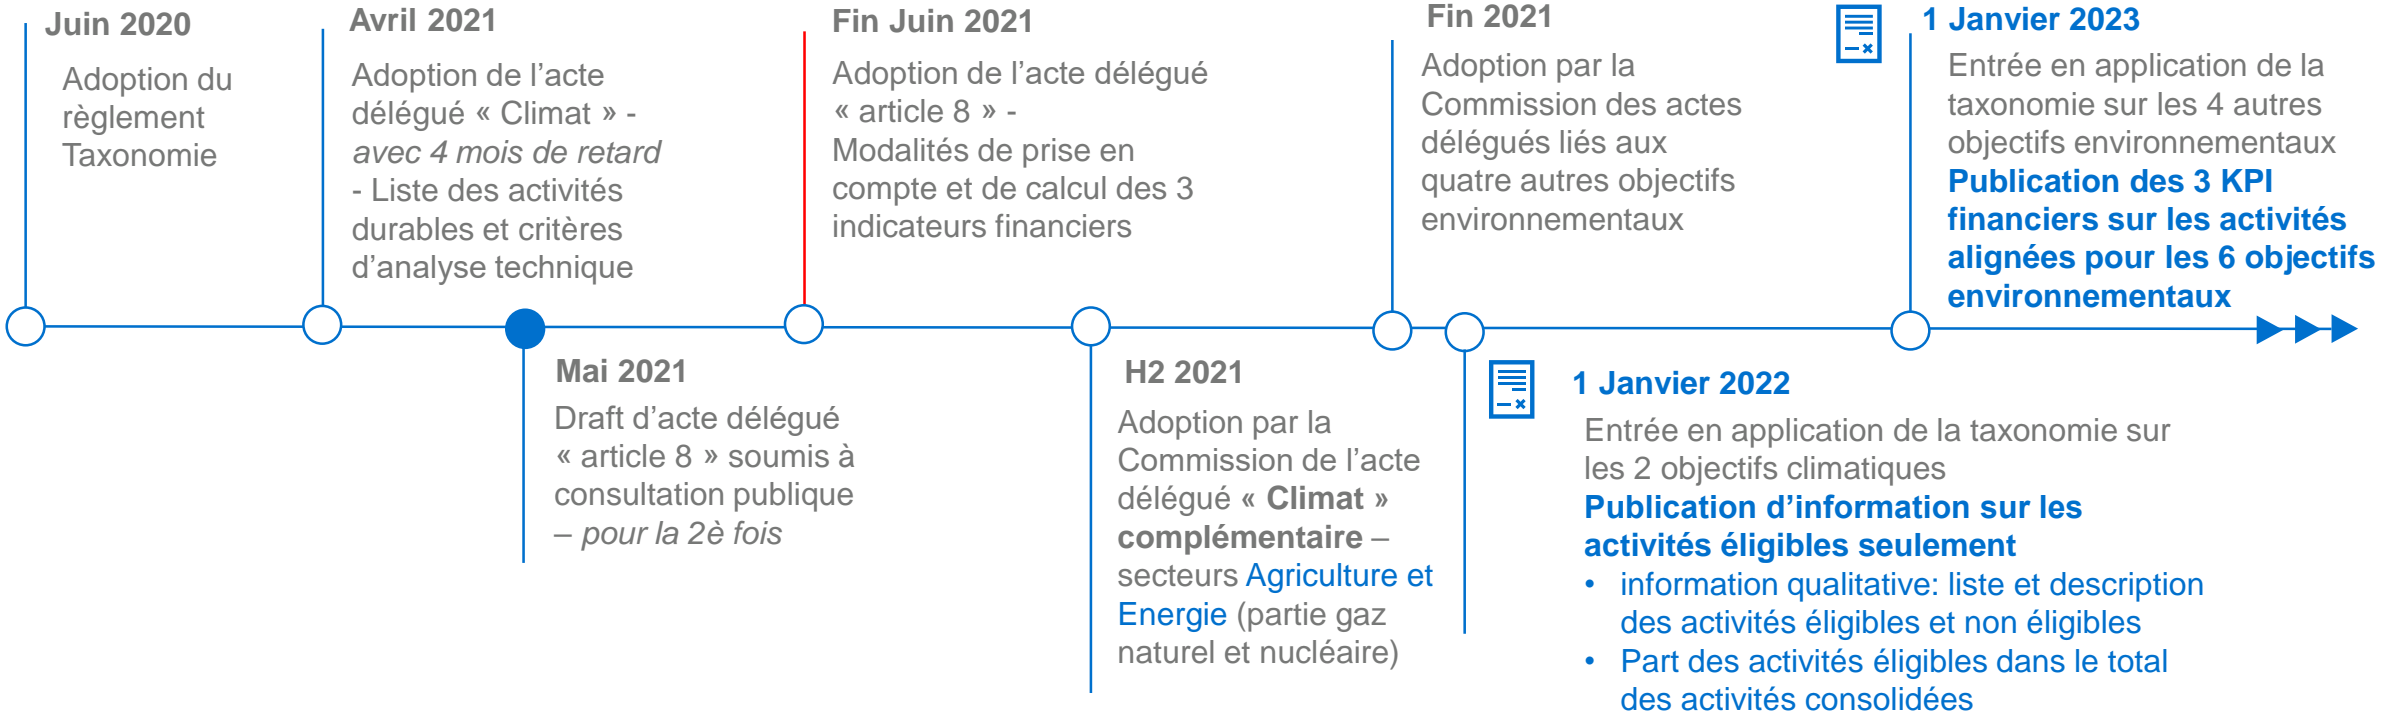 Juin 2020
Adoption du
règlement
Taxonomie
Avril 2021
Adoption de l’acte
délégué « Climat » -
avec 4 mois de retard
- Liste des activités
durables et critères
d’analyse technique
Mai 2021
Draft d’acte délégué
« article 8 » soumis à
consultation publique
– pour la 2è fois
Fin Juin 2021
Adoption de l’acte délégué
« article 8 » -
Modalités de prise en
compte et de calcul des 3
indicateurs financiers
H2 2021
Adoption par la
Commission de l’acte
délégué « Climat »
complémentaire –
secteurs Agriculture et
Energie (partie gaz
naturel et nucléaire)
Fin 2021
Adoption par la
Commission des actes
délégués liés aux
quatre autres objectifs
environnementaux
1 Janvier 2022
Entrée en application de la taxonomie sur
les 2 objectifs climatiques
Publication d’information sur les
activités éligibles seulement
• information qualitative: liste et description
des activités éligibles et non éligibles
• Part des activités éligibles dans le total
des activités consolidées
1 Janvier 2023
Entrée en application de la
taxonomie sur les 4 autres
objectifs environnementaux
Publication des 3 KPI
financiers sur les activités
alignées pour les 6 objectifs
environnementaux